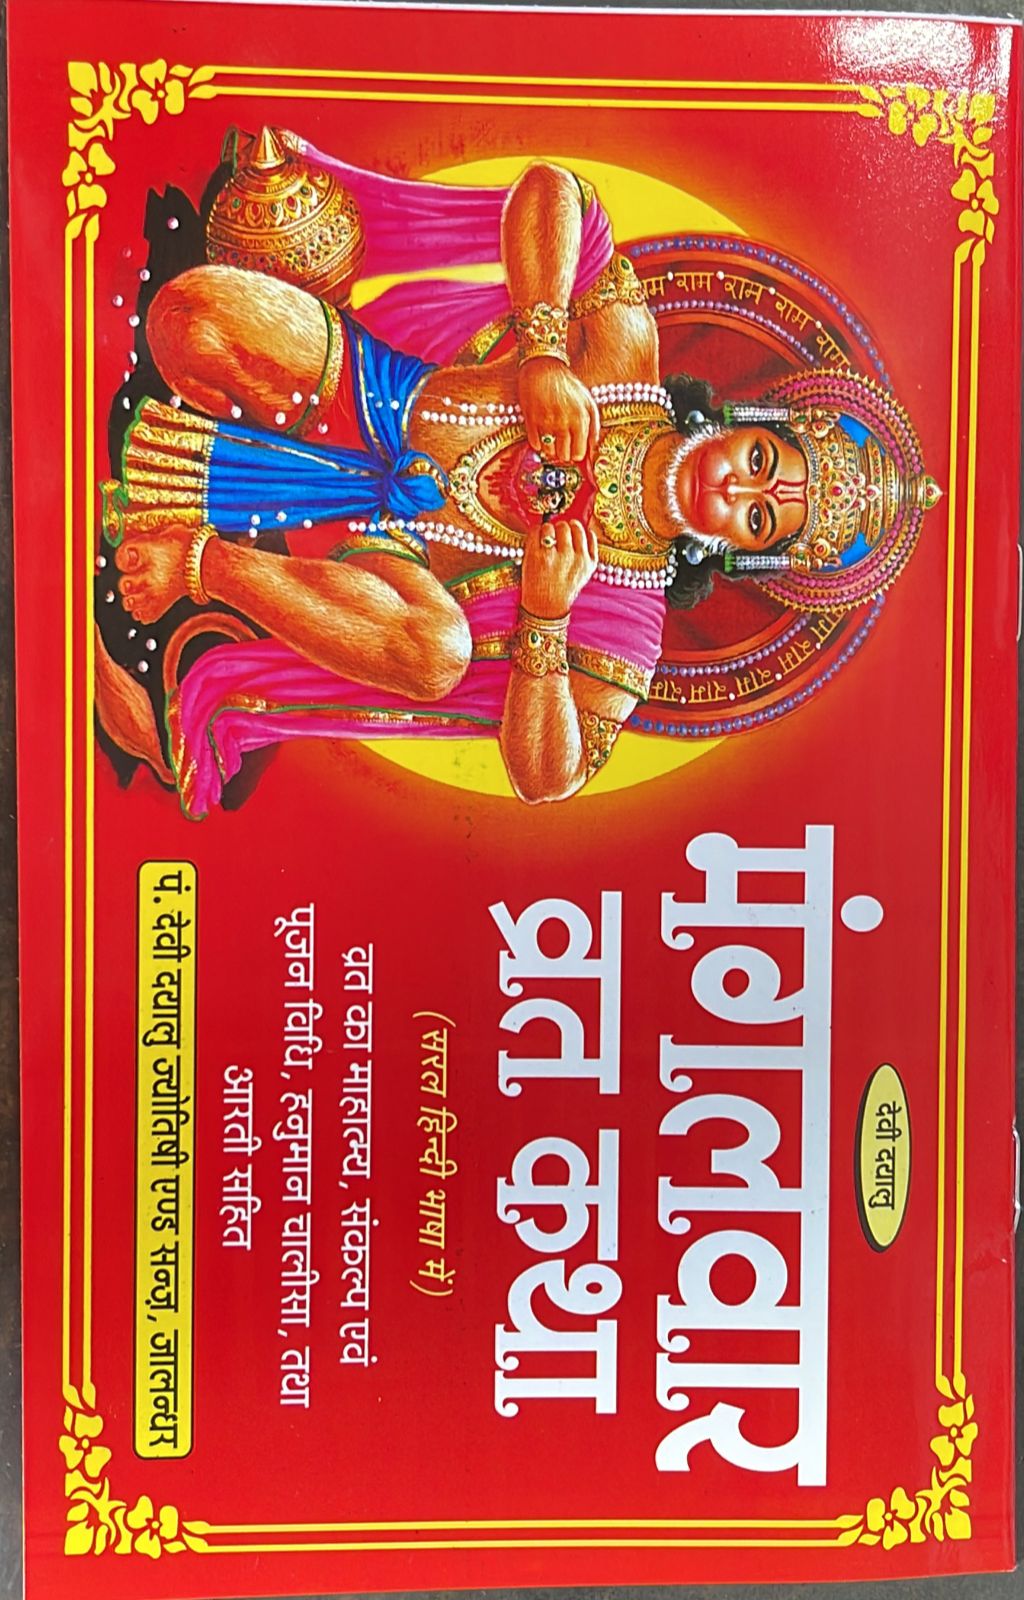 राम राम राम राम राम राम राम राम राम राम
देवी दयालु
मंगलवार
व्रत कथा
(सरल हिन्दी भाषा में)
व्रत का माहात्म्य, संकल्प एवं
पूजन विधि, हनुमान चालीसा, तथा
आरती सहित
पं. देवी दयालु ज्योतिषी एण्ड सन्ज़, जालन्धर